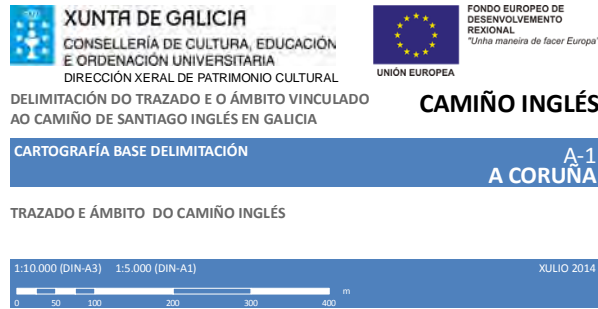 XUNTA DE GALICIA
CONSELLERÍA DE CULTURA, EDUCACIÓN
E ORDENACIÓN UNIVERSITARIA
DIRECCIÓN XERAL DE PATRIMONIO CULTURAL
UNIÓN EUROPEA
FONDO EUROPEO DE
DESENVOLVEMENTO
REXIONAL
"Unha maneira de facer Europa"
DELIMITACIÓN DO TRAZADO E O ÁMBITO VINCULADO
AO CAMIÑO DE SANTIAGO INGLÉS EN GALICIA
CAMIÑO INGLÉS
CARTOGRAFÍA BASE DELIMITACIÓN
A-1
A CORUÑA
TRAZADO E ÁMBITO DO CAMIÑO INGLÉS
1:10.000 (DIN-A3) 1:5.000 (DIN-A1)
XULIO 2014
m
0 50 100 200 300 400